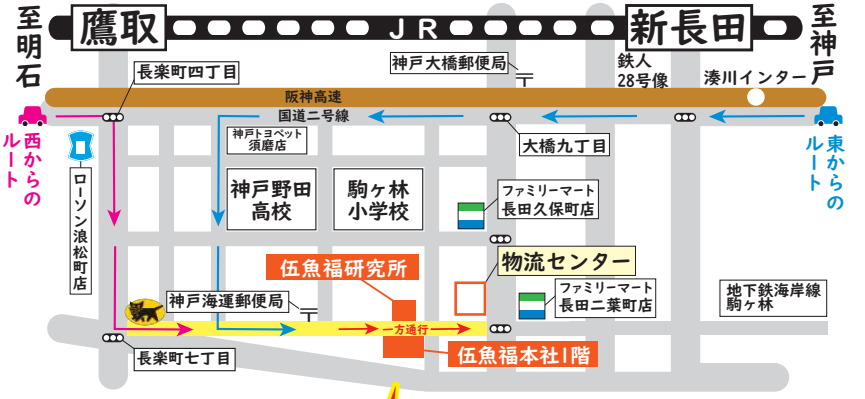 至明石
鷹取
JR
新長田
至神戸
神戸大橋郵便局
〒
鉄人
28号像
長楽町四丁目
湊川インター
阪神高速
国道二号線
西からの
ルート
東からの
ルート
神戸トヨペット
須磨店
大橋九丁目
ローソン浪松町店
神戸野田
高校
駒ヶ林
小学校
ファミリーマート
長田久保町店
物流センター
伍魚福研究所
神戸海運郵便局
〒
ファミリーマート
長田二葉町店
地下鉄海岸線
駒ヶ林
一方通行
長楽町七丁目
伍魚福本社1階